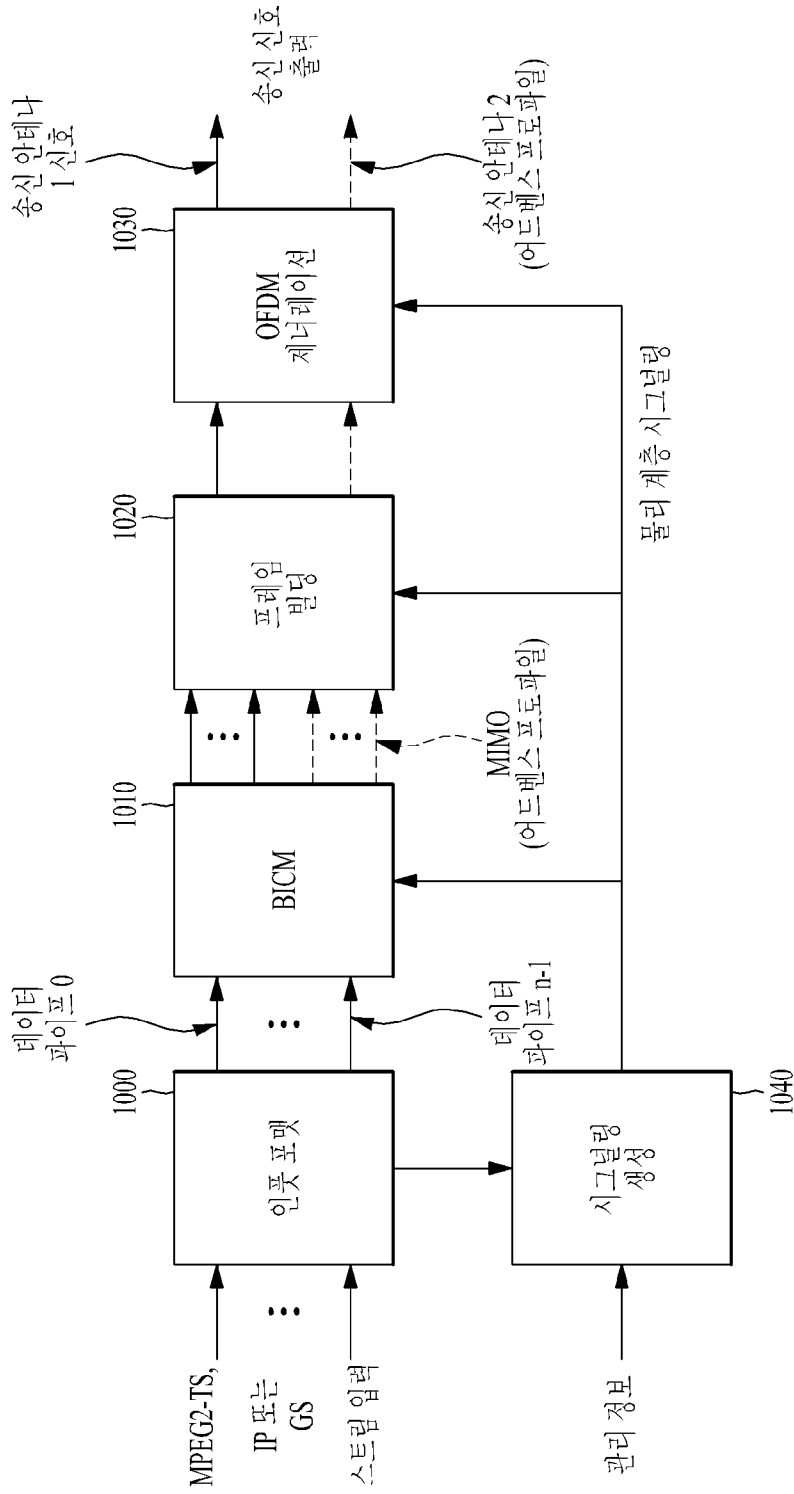 MPEG2-TS,
IP 또는
GS
스트림 입력
관리 정보
1000
인풋 포맷
데이터
파이프 0
데이터
파이프 n-1
시그널링
생성
1040
1010
BICM
MIMO
(어드벤스 프로파일)
1020
프레임
빌딩
물리 계층 시그널링
1030
OFDM
제너레이션
송신 안테나
1 신호
송신 신호
출력
송신 안테나 2
(어드벤스 프로파일)